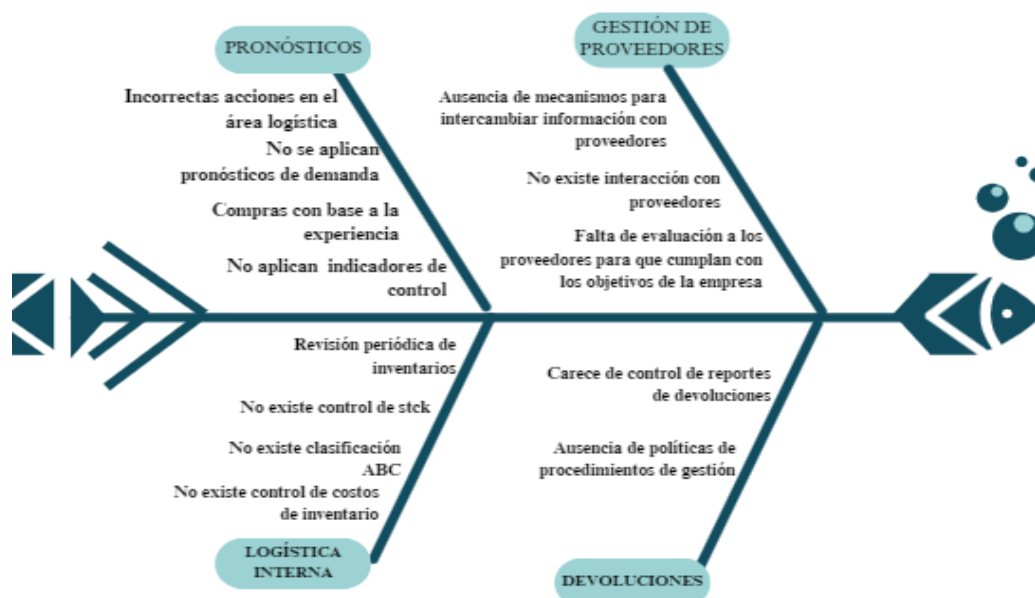 PRONÓSTICOS
Incorrectas acciones en el
área logística
No se aplican
pronósticos de demanda
Compras con base a la
experiencia
No aplican indicadores de
control
GESTIÓN DE
PROVEEDORES
Ausencia de mecanismos para
intercambiar información con
proveedores
No existe interacción con
proveedores
Falta de evaluación a los
proveedores para que cumplan con
los objetivos de la empresa
Revisión periódica de
inventarios
No existe control de stck
No existe clasificación
ABC
No existe control de costos
de inventario
LOGÍSTICA
INTERNA
Carece de control de reportes
de devoluciones
Ausencia de políticas de
procedimientos de gestión
DEVOLUCIONES